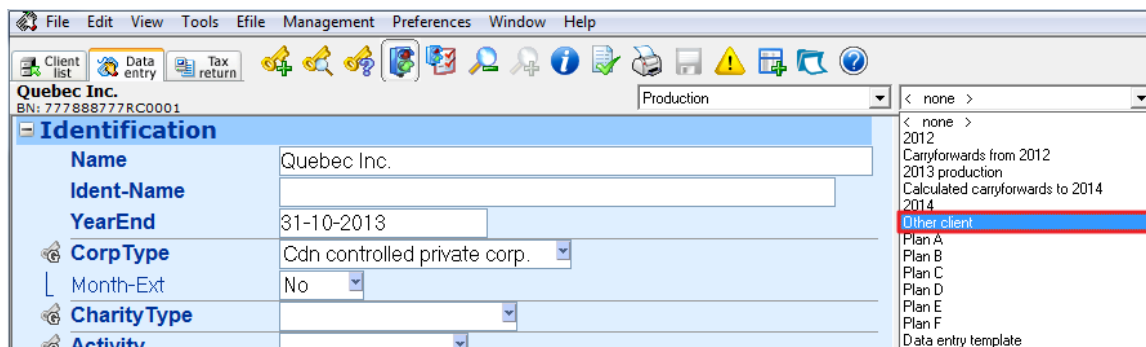 File Edit View Tools Efile Management Preferences Window Help
Client list Data entry Tax return
Quebec Inc.
BN: 777888777RC0001
Production < none >
Identification
Name Quebec Inc.
Ident-Name
YearEnd 31-10-2013
CorpType Cdn controlled private corp.
Month-Ext No
CharityType
Activity
< none >
2012
Carryforwards from 2012
2013 production
Calculated carryforwards to 2014
2014
Other client
Plan A
Plan B
Plan C
Plan D
Plan E
Plan F
Data entry template